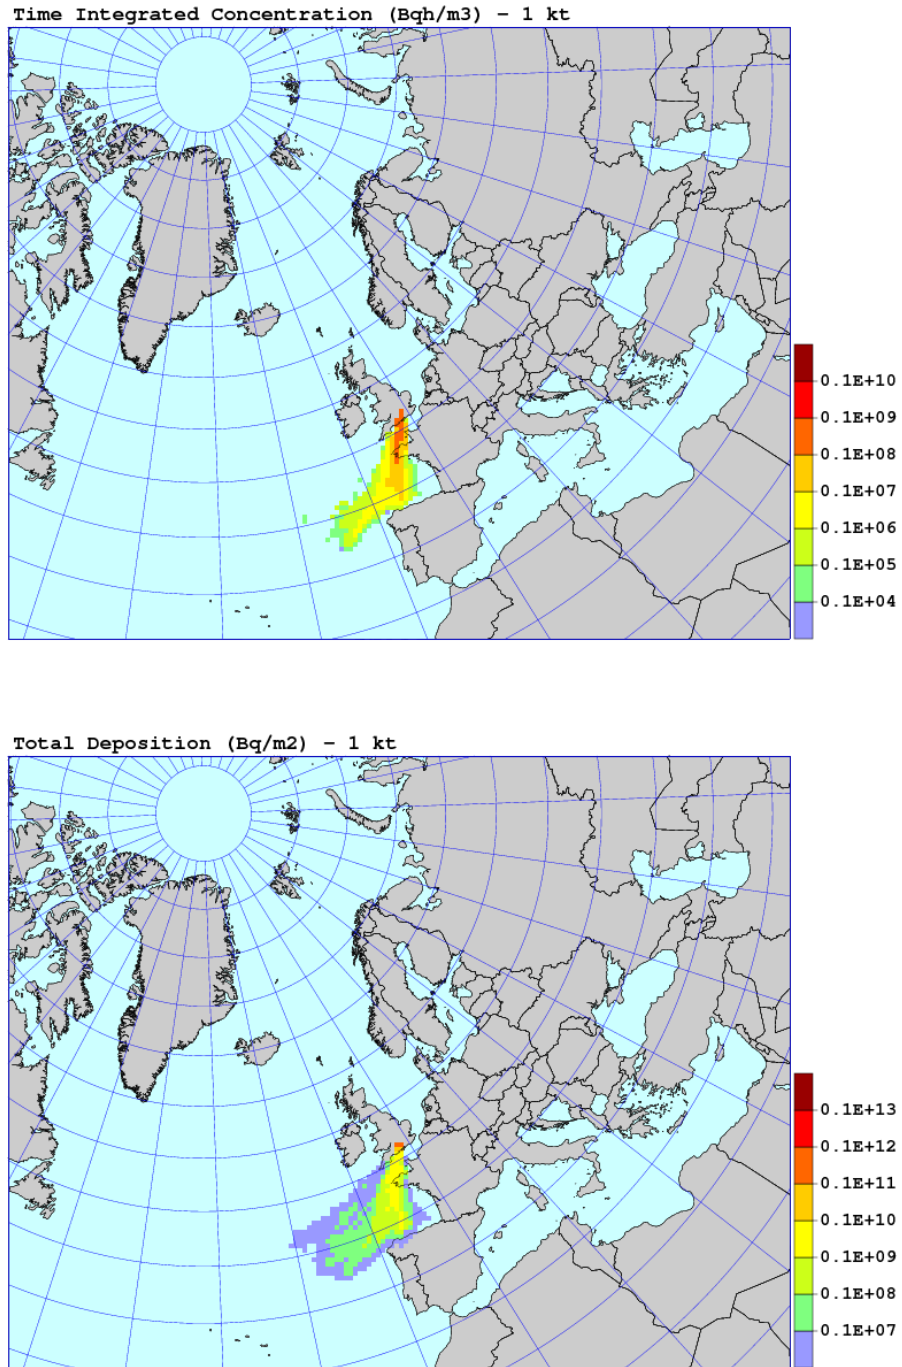 Time Integrated Concentration (Bqh/m3) - 1 kt
0.1E+10
0.1E+09
0.1E+08
0.1E+07
0.1E+06
0.1E+05
0.1E+04
Total Deposition (Bq/m2) - 1 kt
0.1E+13
0.1E+12
0.1E+11
0.1E+10
0.1E+09
0.1E+08
0.1E+07